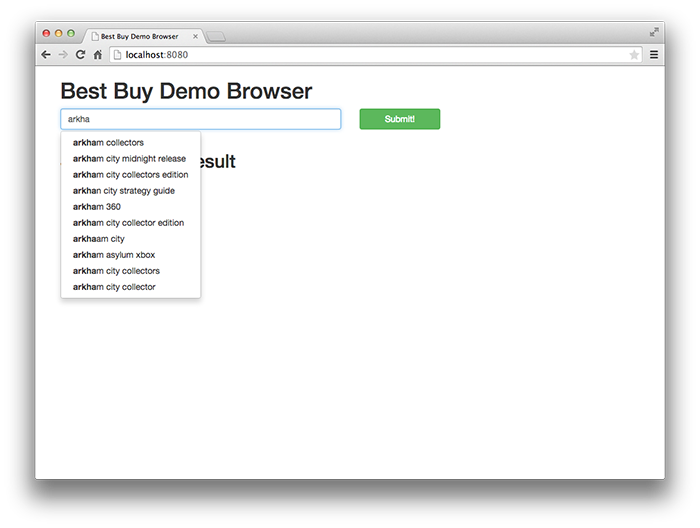 Best Buy Demo Browser
localhost:8080
Best Buy Demo Browser
arkha
Submit!
arkham collectors
arkham city midnight release
esult
arkham city collectors edition
arkhan city strategy guide
arkham 360
arkham city collector edition
arkhaam city
arkham asylum xbox
arkham city collectors
arkham city collector